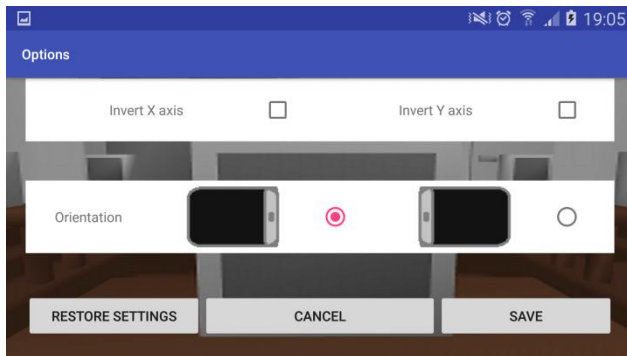 19:05
Options
Invert X axis
Invert Y axis
Orientation
RESTORE SETTINGS
CANCEL
SAVE